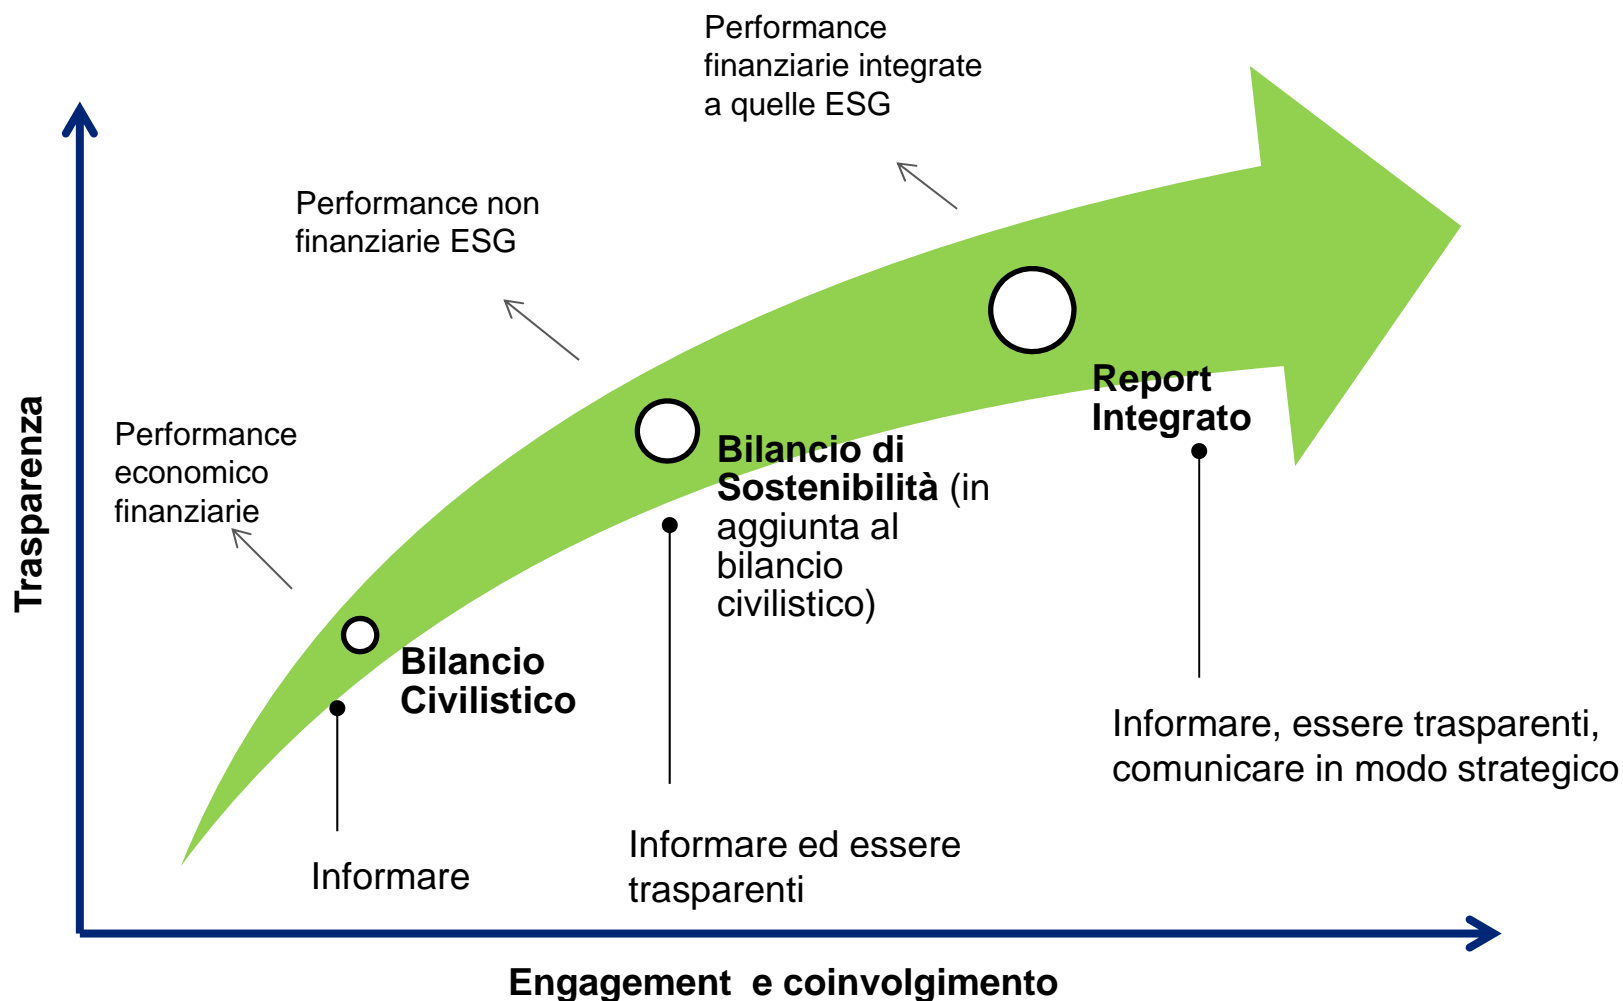 Performance
finanziarie integrate
a quelle ESG
Performance non
finanziarie ESG
Performance
economico
finanziarie
Trasparenza
Report
Integrato
Bilancio di
Sostenibilità (in
aggiunta al
bilancio
civilistico)
Bilancio
Civilistico
Informare, essere trasparenti,
comunicare in modo strategico
Informare ed essere
trasparenti
Informare
Engagement e coinvolgimento